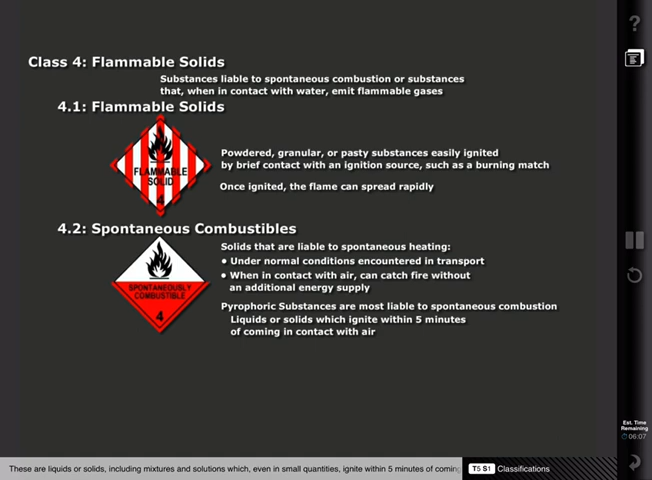 ?
Class 4: Flammable Solids
Substances liable to spontaneous combustion or substances
that, when in contact with water, emit flammable gases
4.1: Flammable Solids
FLAMMABLE
SOLID
4
Powdered, granular, or pasty substances easily ignited
by brief contact with an ignition source, such as a burning match
Once ignited, the flame can spread rapidly
4.2: Spontaneous Combustibles
SPONTANEOUSLY
COMBUSTIBLE
4
Solids that are liable to spontaneous heating:
• Under normal conditions encountered in transport
• When in contact with air, can catch fire without
an additional energy supply
Pyrophoric Substances are most liable to spontaneous combustion
Liquids or solids which ignite within 5 minutes
of coming in contact with air
Est. Time
Remaining
06:07
These are liquids or solids, including mixtures and solutions which, even in small quantities, ignite within 5 minutes of coming
T5 S1 Classifications